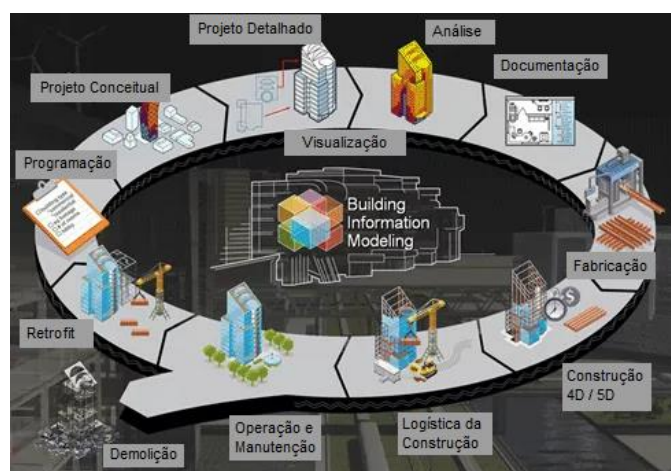 Projeto Detalhado
Análise
Documentação
Projeto Conceitual
Visualização
Programação
Building
Information
Modeling
Fabricação
Retrofit
Construção
4D / 5D
Logística da
Construção
Operação e
Manutenção
Demolição